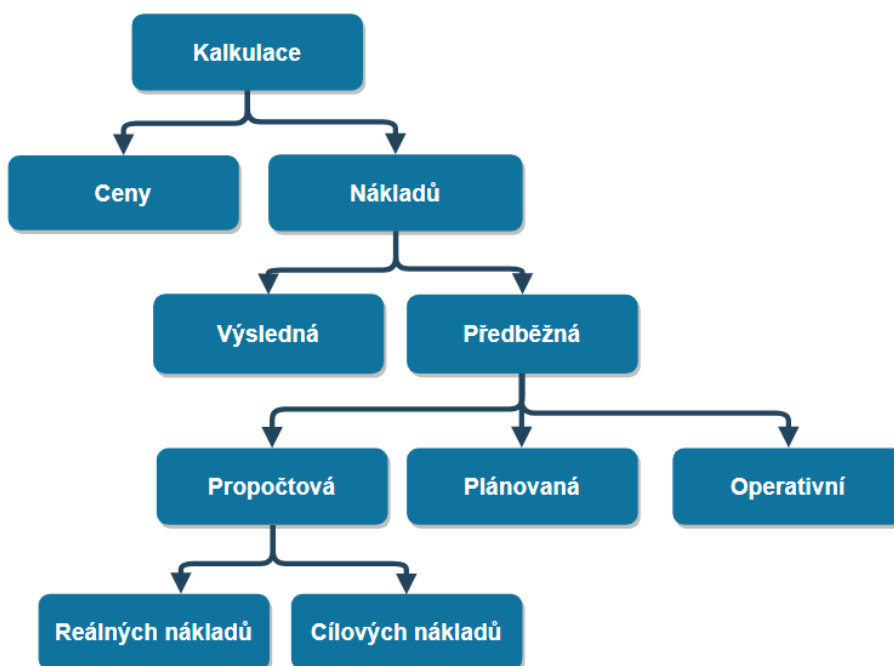 Kalkulace
Ceny
Nákladů
Výsledná
Předběžná
Propočtová
Plánovaná
Operativní
Reálných nákladů
Cílových nákladů